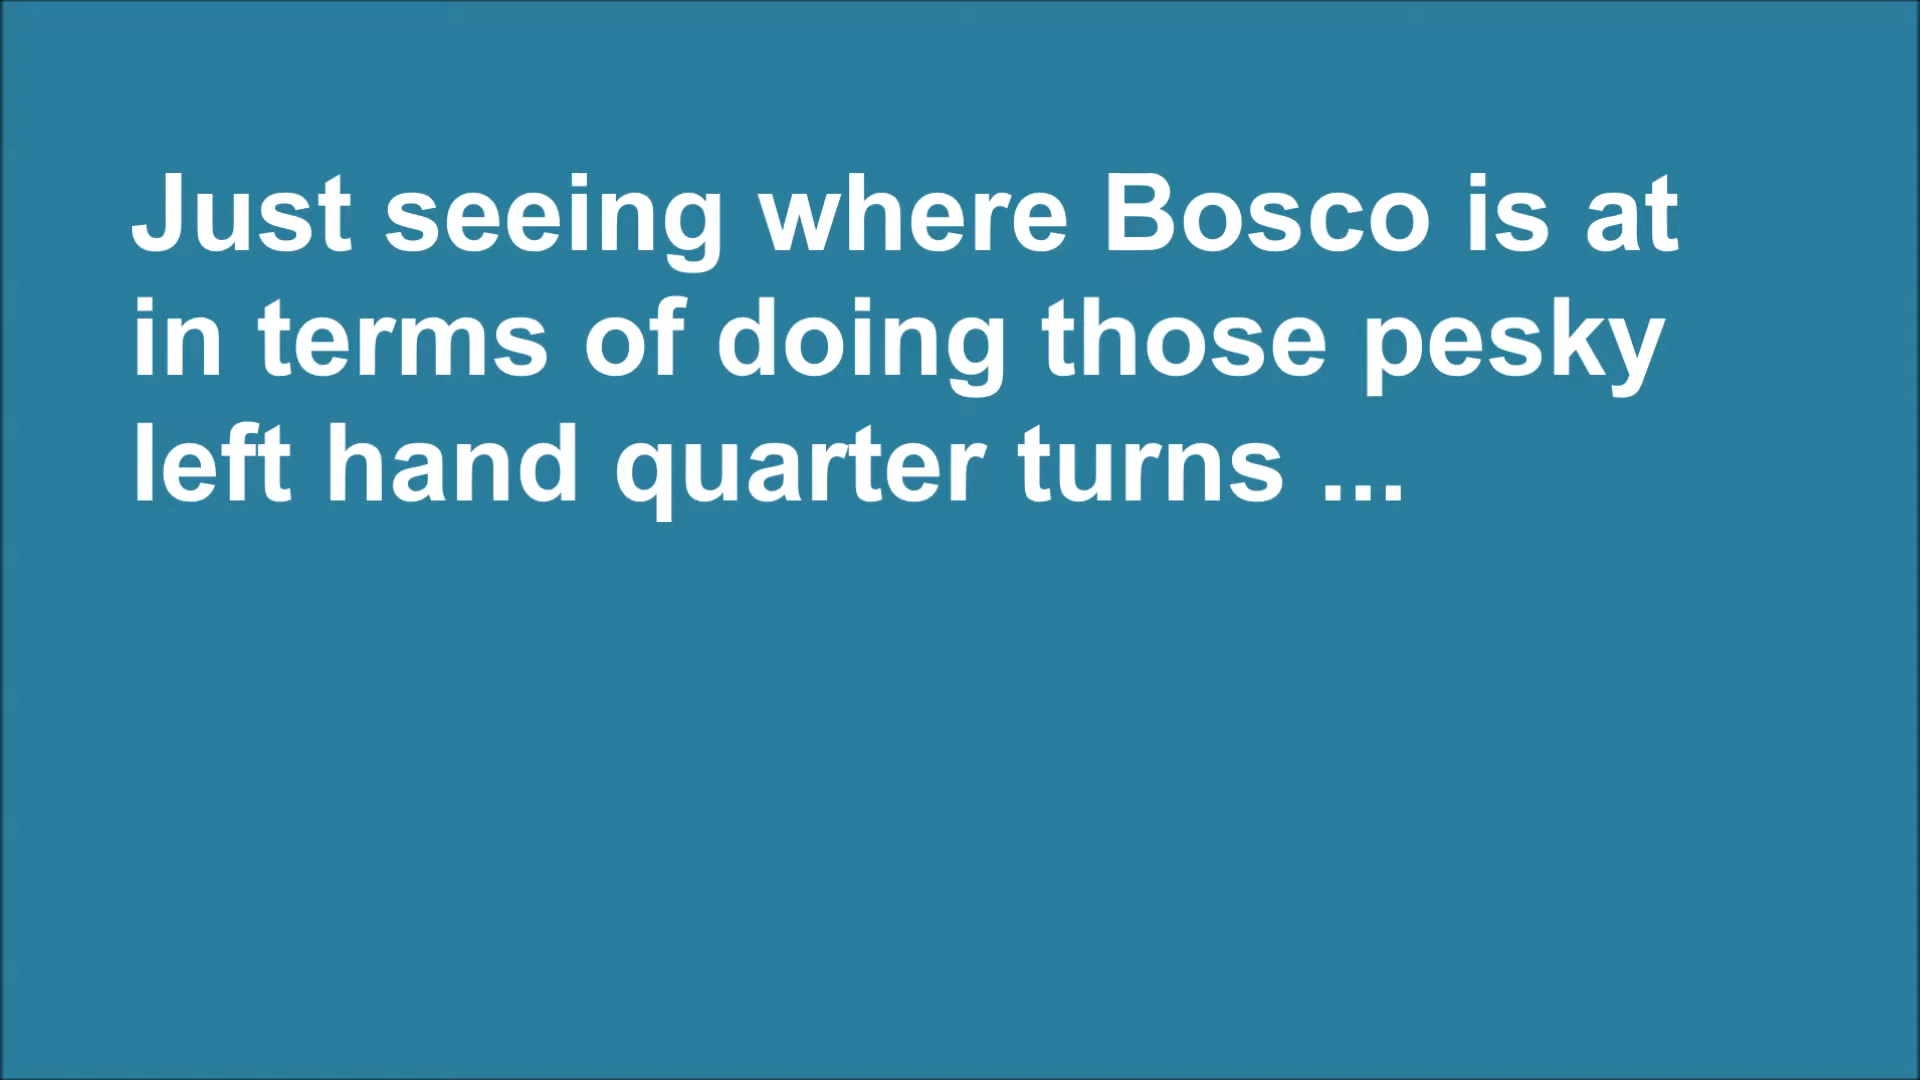 Just seeing where Bosco is at
in terms of doing those pesky
left hand quarter turns ...